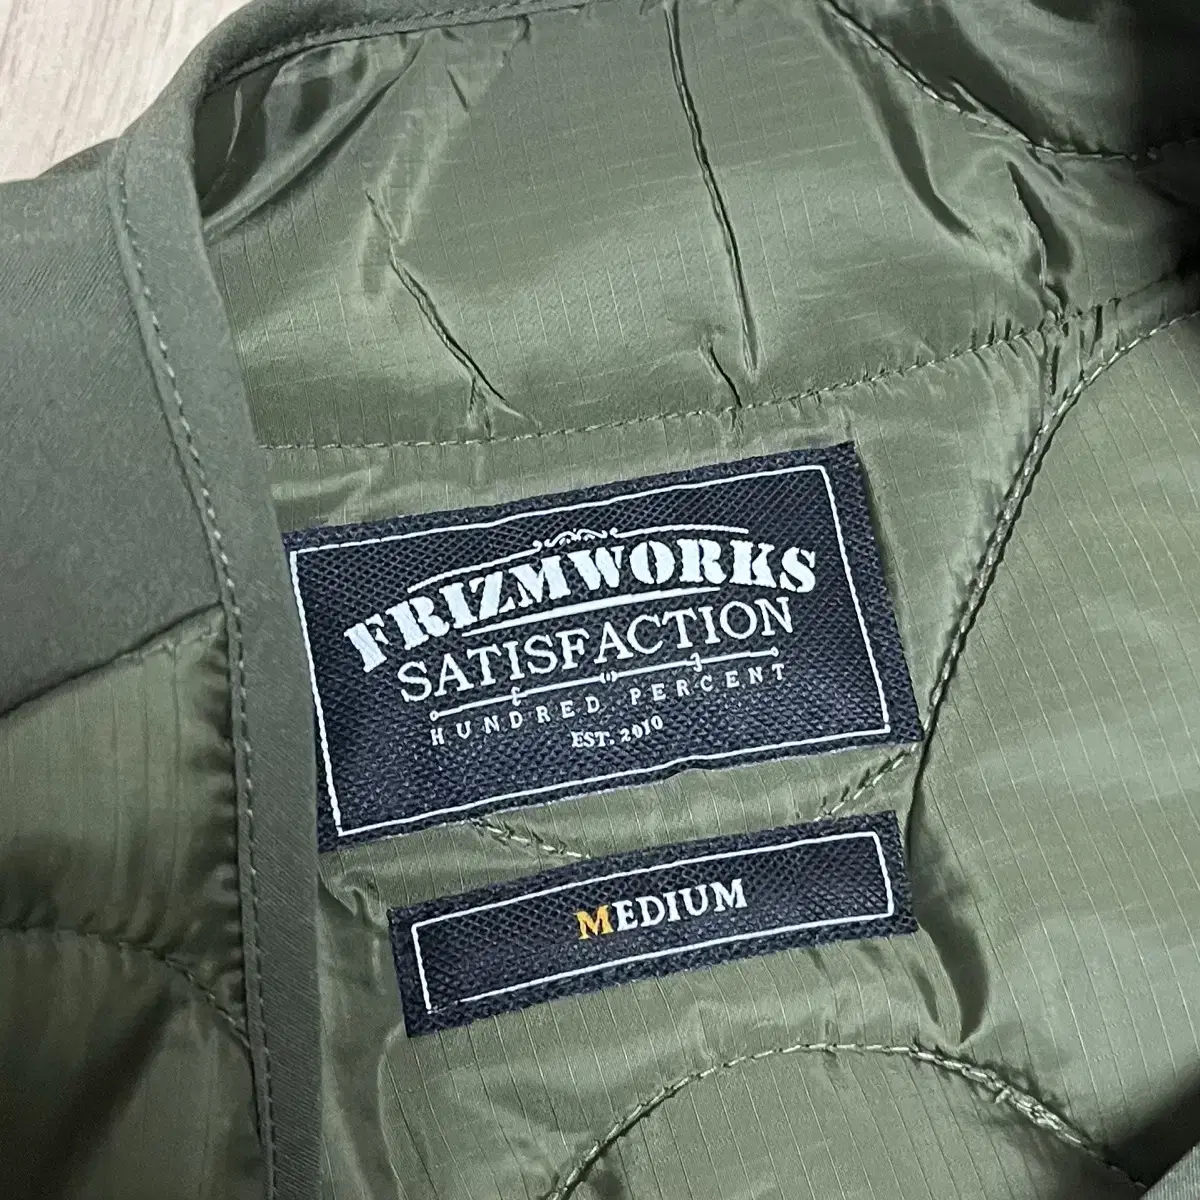 FRIZMWORKS
SATISFACTION
HUNDRED PERCENT
EST. 2010
MEDIUM